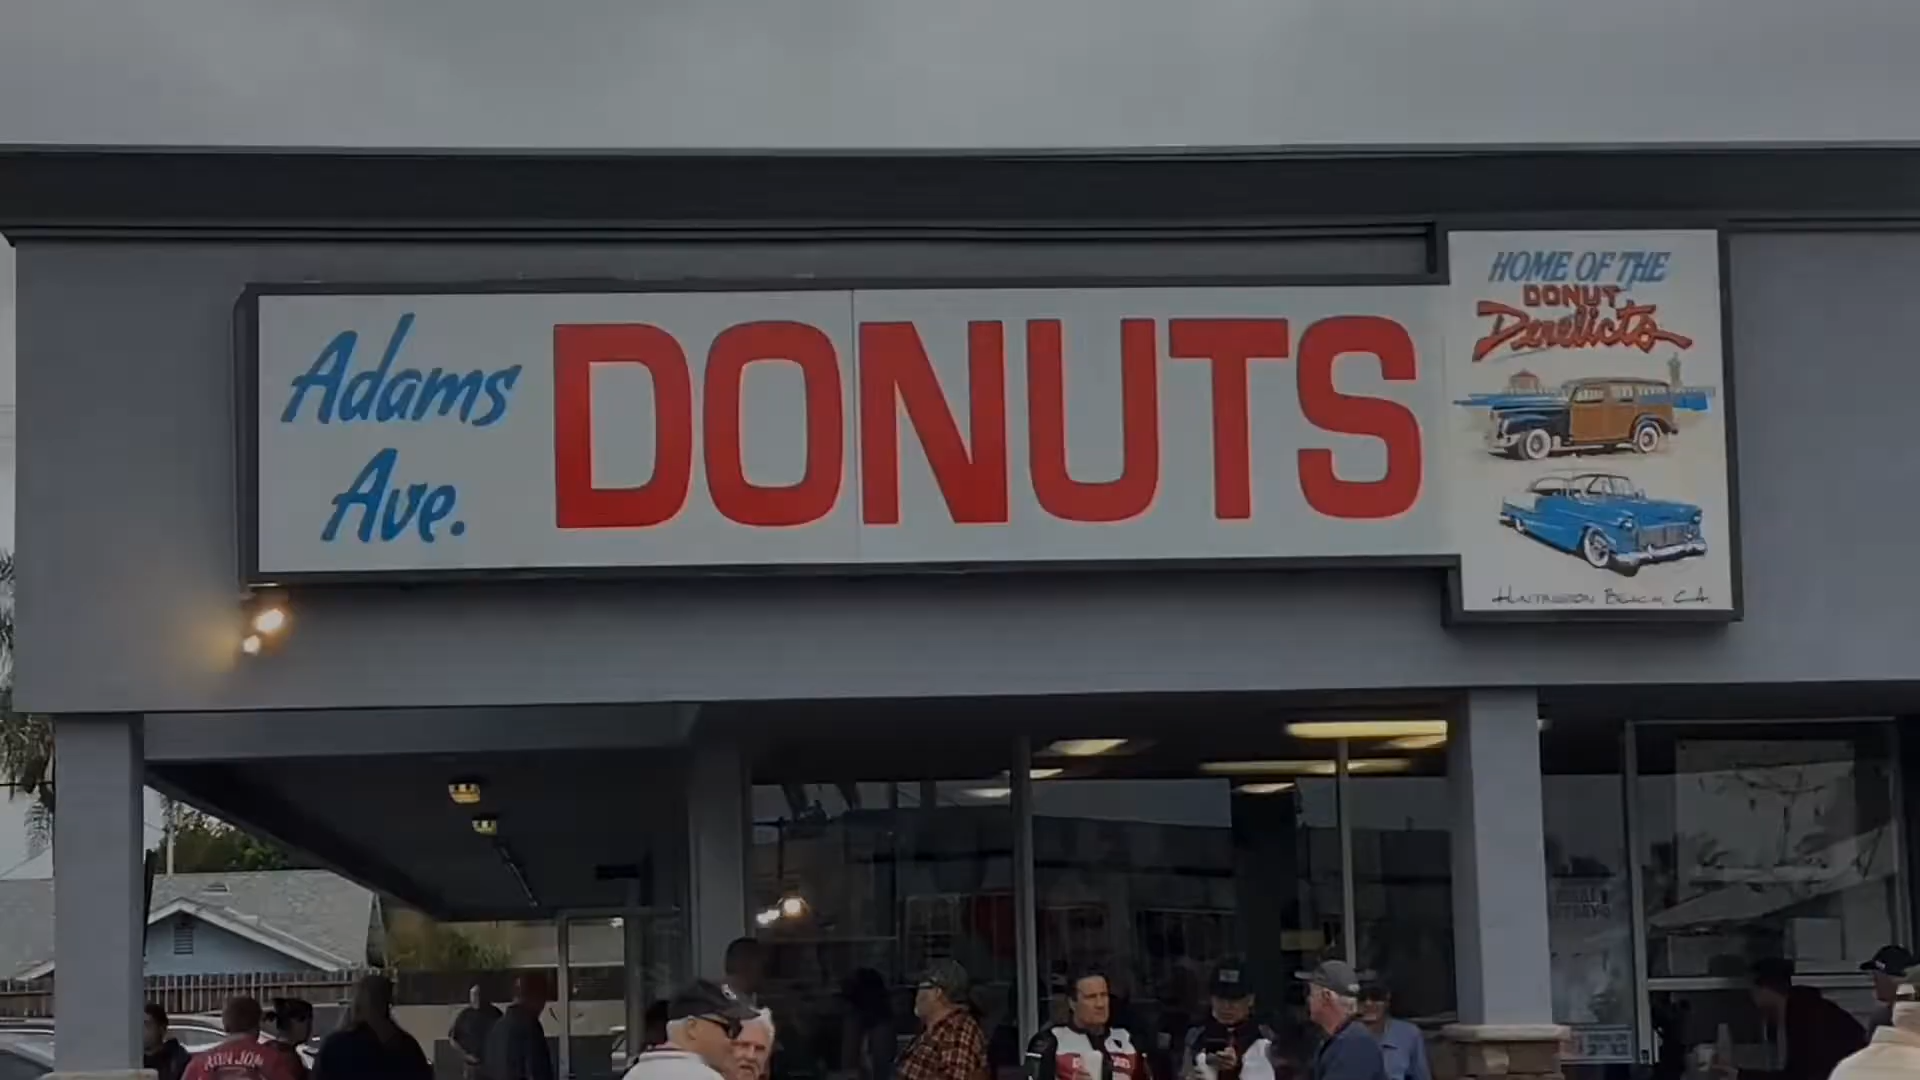 Adams
Ave.
DONUTS
HOME OF THE
DONUT
Derelicts
HUNTINGTON BEACH, CA.